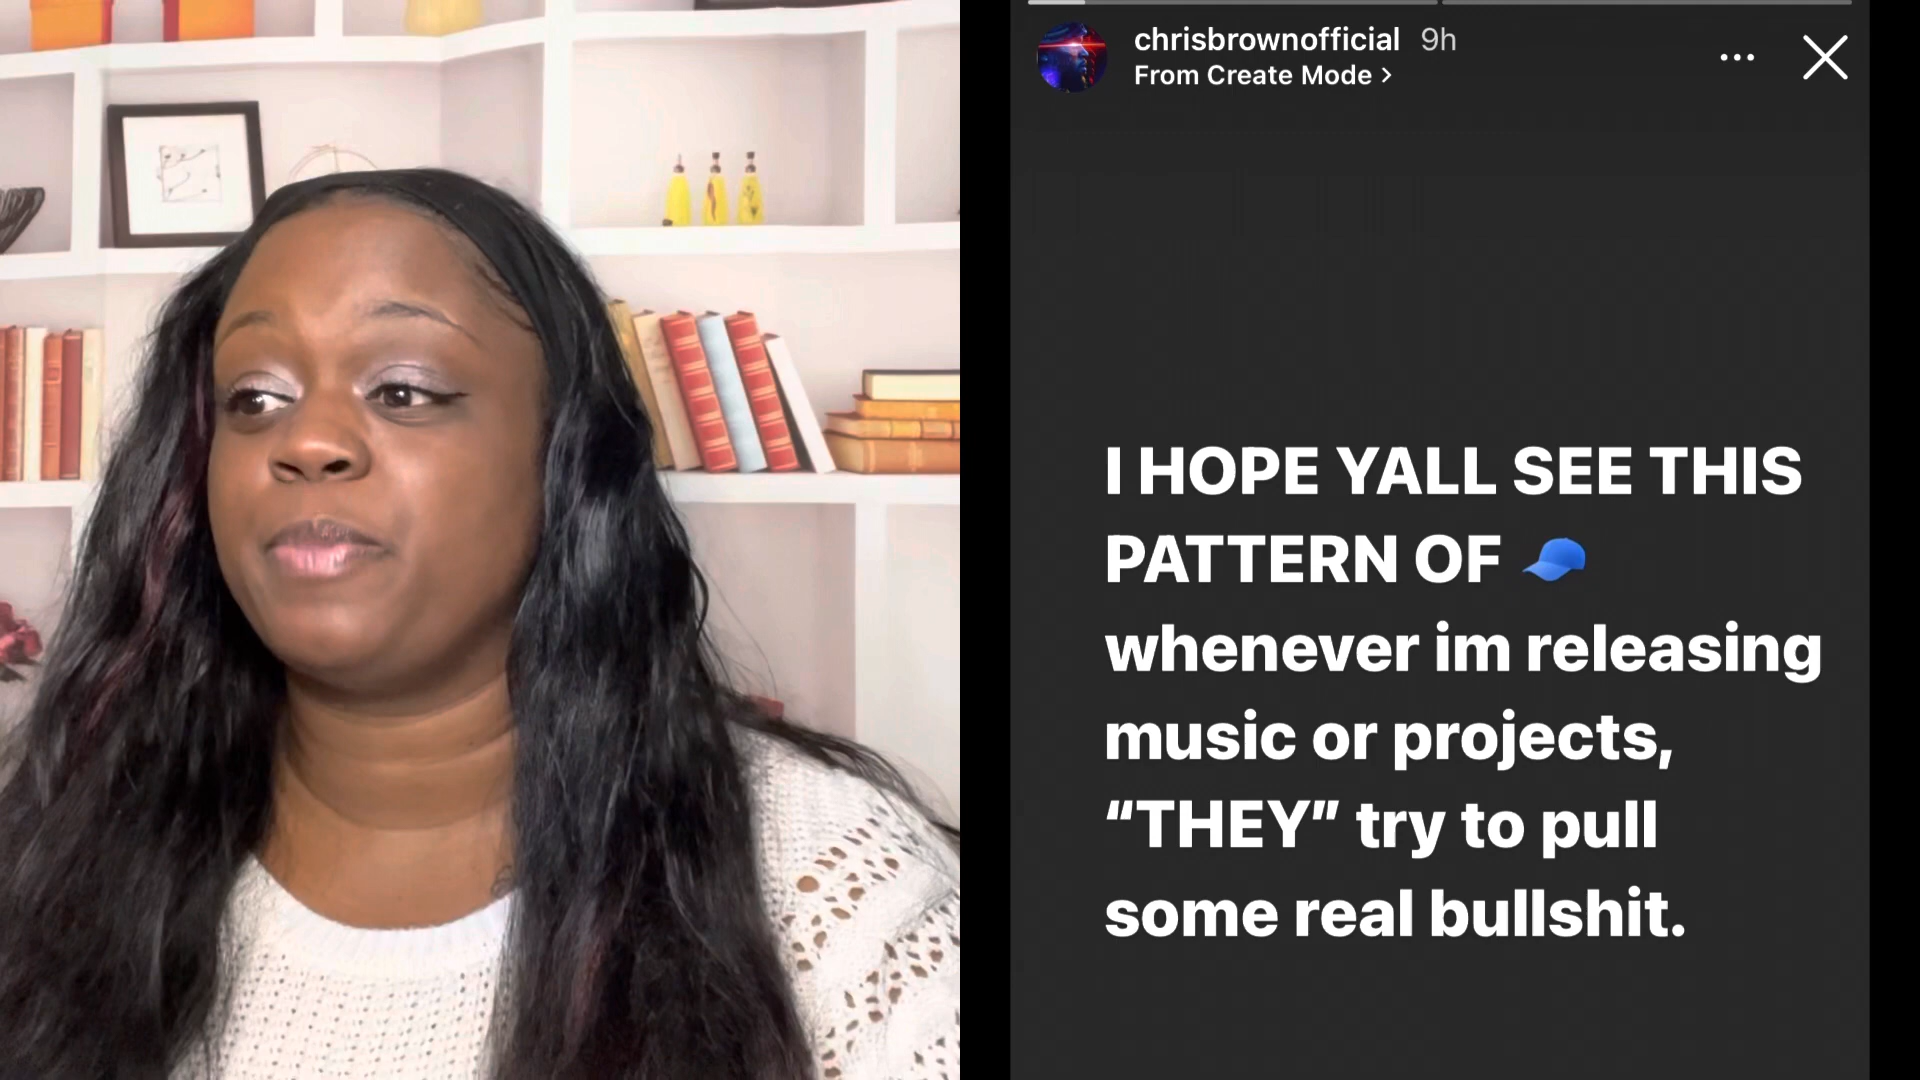 chrisbrownofficial 9h
From Create Mode >
I HOPE YALL SEE THIS
PATTERN OF 🧢
whenever im releasing
music or projects,
“THEY” try to pull
some real bullshit.